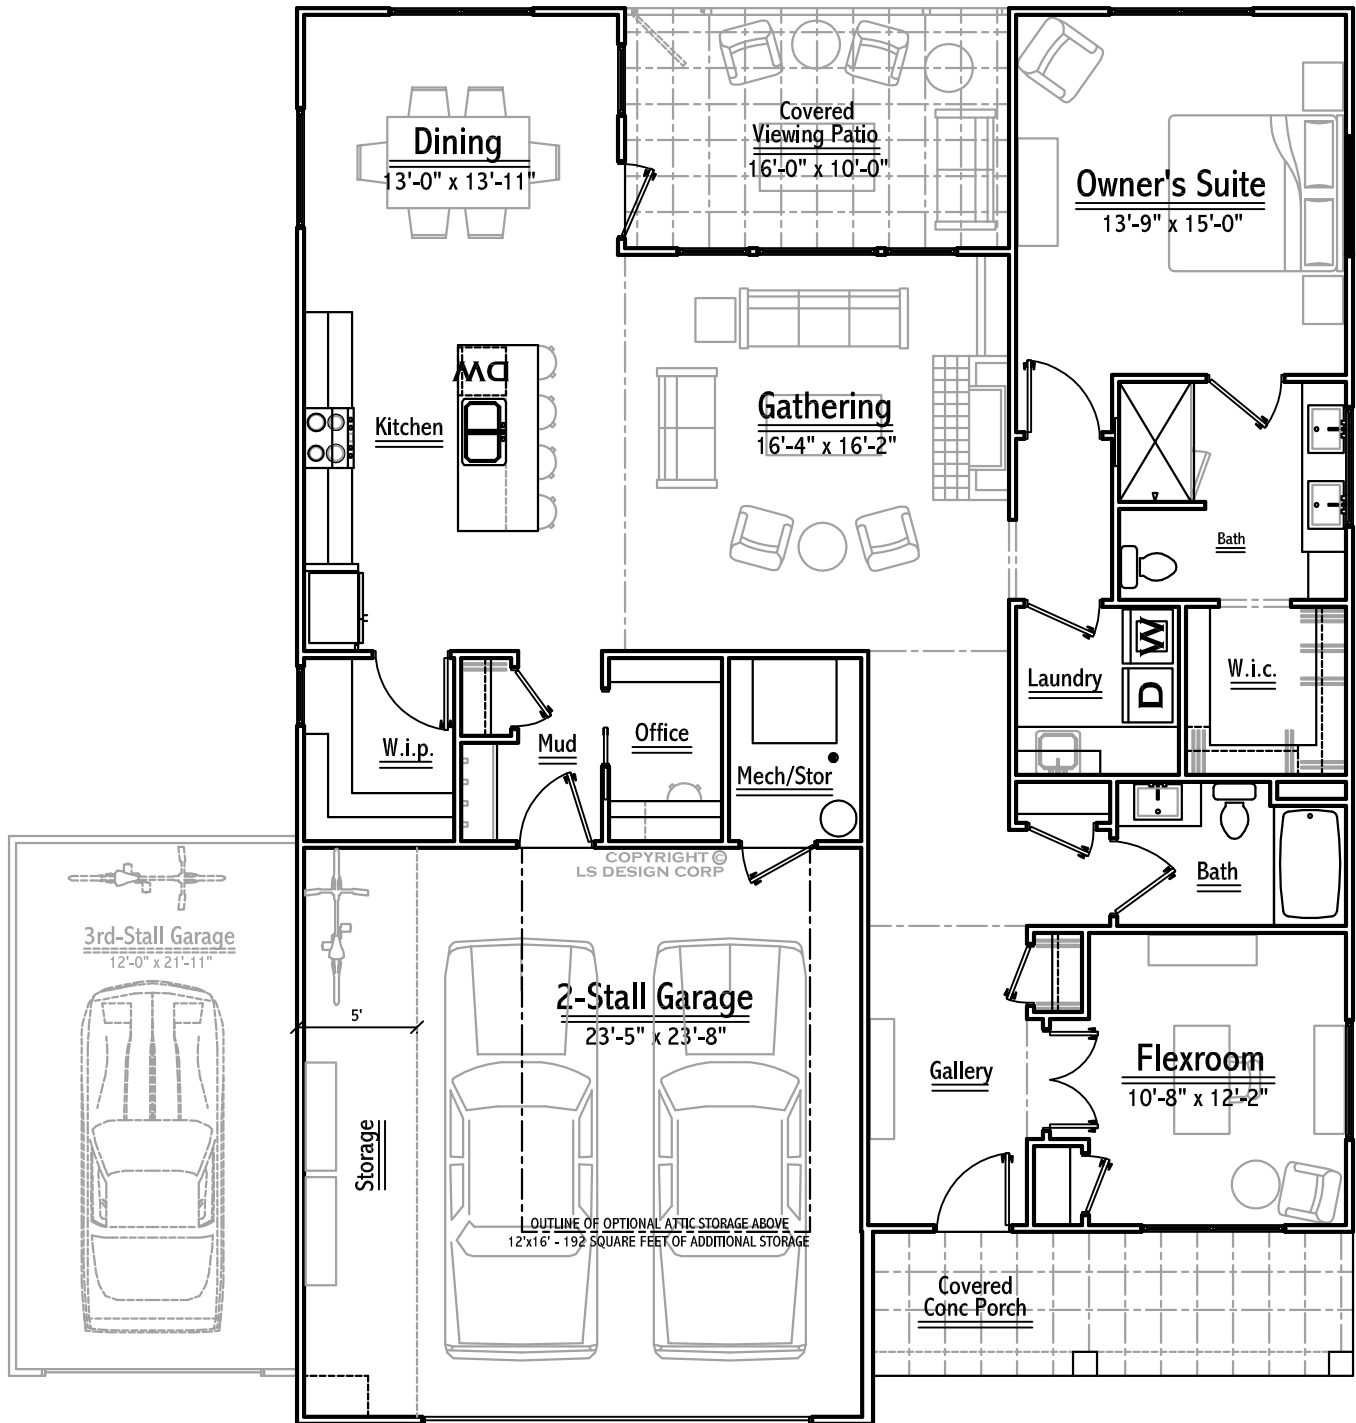 Covered
Viewing Patio
16'-0" x 10'-0"
Dining
13'-0" x 13'-11"
Owner's Suite
13'-9" x 15'-0"
DW
Kitchen
Gathering
16'-4" x 16'-2"
Bath
W
D
Laundry
W.i.c.
W.i.p.
Mud
Office
Mech/Stor
COPYRIGHT ©
LS DESIGN CORP
Bath
3rd-Stall Garage
12'-0" x 21'-11"
5'
2-Stall Garage
23'-5" x 23'-8"
Storage
Gallery
Flexroom
10'-8" x 12'-2"
OUTLINE OF OPTIONAL ATTIC STORAGE ABOVE
12'x16' - 192 SQUARE FEET OF ADDITIONAL STORAGE
Covered
Conc Porch